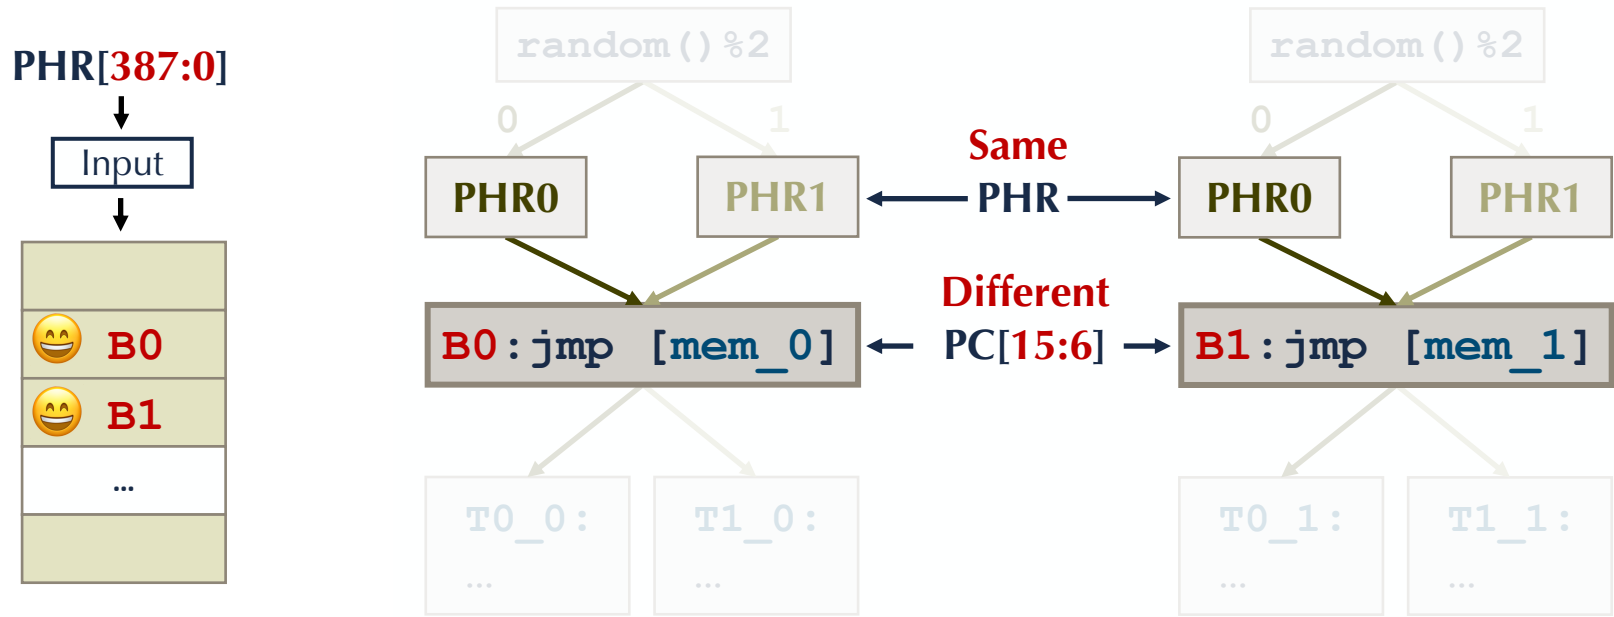 PHR[387:0]
Input
B0
B1
...
random()%2
0
1
PHR0
PHR1
B0:jmp [mem_0]
T0_0:
...
T1_0:
...
Same
PHR
Different
PC[15:6]
random()%2
0
1
PHR0
PHR1
B1:jmp [mem_1]
T0_1:
...
T1_1:
...